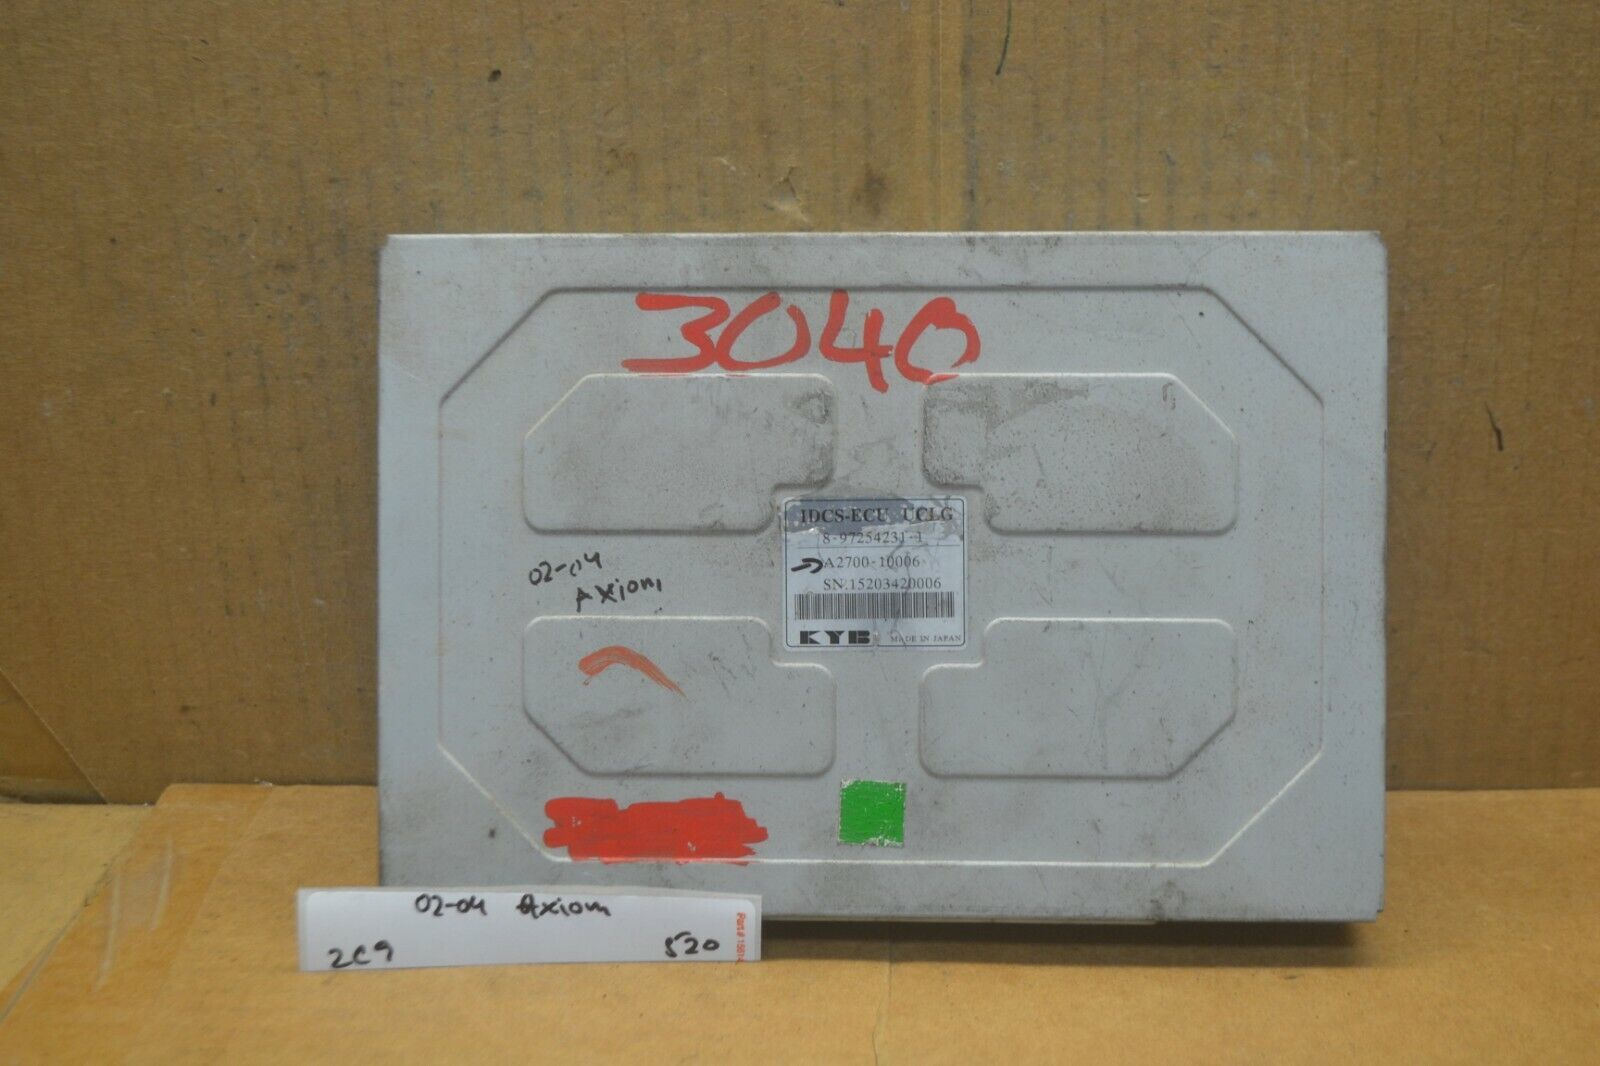 3040
IDCS-ECU UCLG
8-97254231-1
A2700-10006
SN.15203420006
KYB MADE IN JAPAN
02-04
Axiom
02-04 Axiom
2C9 520